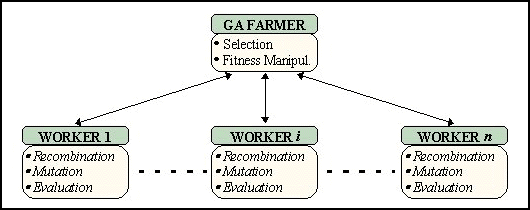 GA FARMER
• Selection
• Fitness Manipul.
WORKER 1
• Recombination
• Mutation
• Evaluation
WORKER i
• Recombination
• Mutation
• Evaluation
WORKER n
• Recombination
• Mutation
• Evaluation